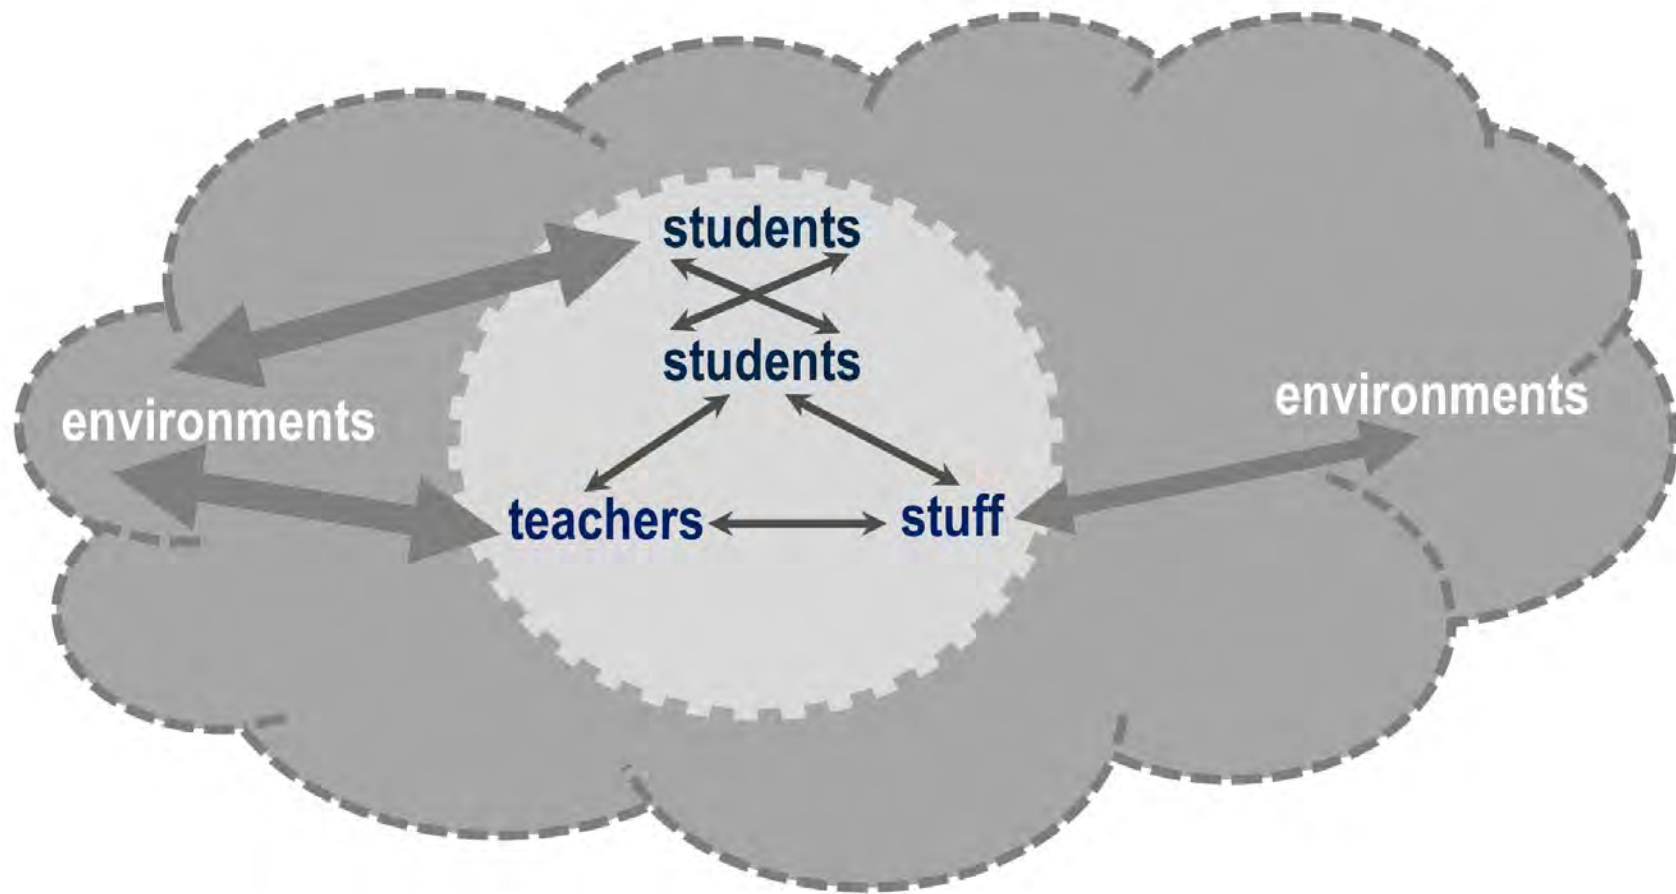 students
students
environments
environments
teachers
stuff